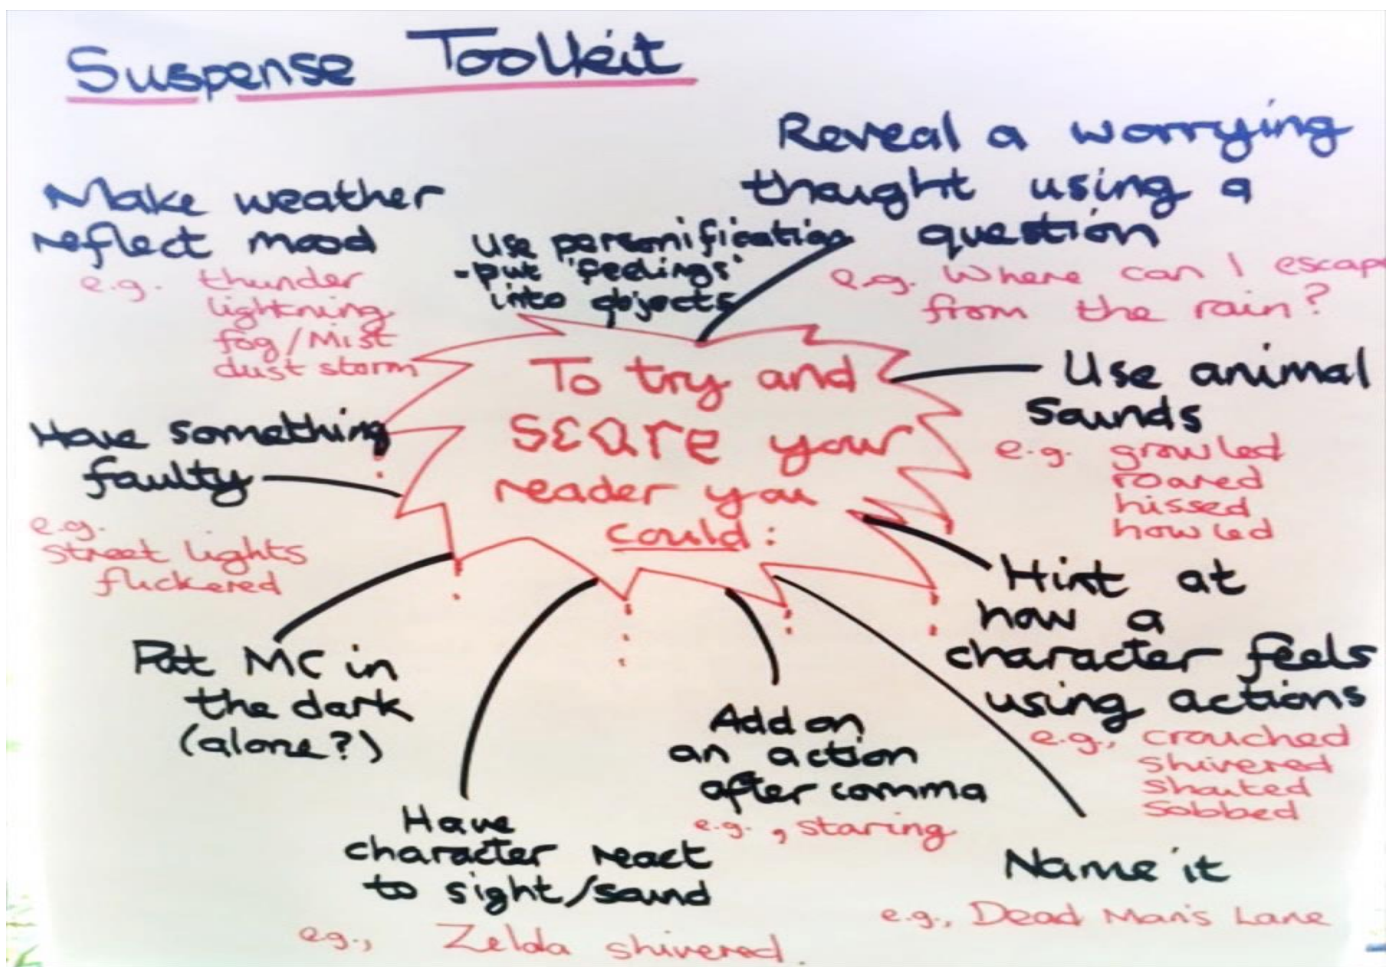 Suspense Toolkit
Make weather
reflect mood
e.g. thunder
lightning
fog/Mist
dust storm
Use personification
-put 'feelings'
into objects
Reveal a worrying
thought using a
question
e.g. Where can I escape
from the rain?
To try and
scare your
reader you
could:
Use animal
sounds
e.g. growled
roared
hissed
howled
Have something
faulty
e.g.
street lights
flickered
Hint at
how a
character feels
using actions
e.g., crouched
shivered
shouted
sobbed
Put MC in
the dark
(alone?)
Add on
an action
after comma
e.g. , staring
Have
character react
to sight/sound
e.g., Zelda shivered.
Name it
e.g., Dead Man's Lane